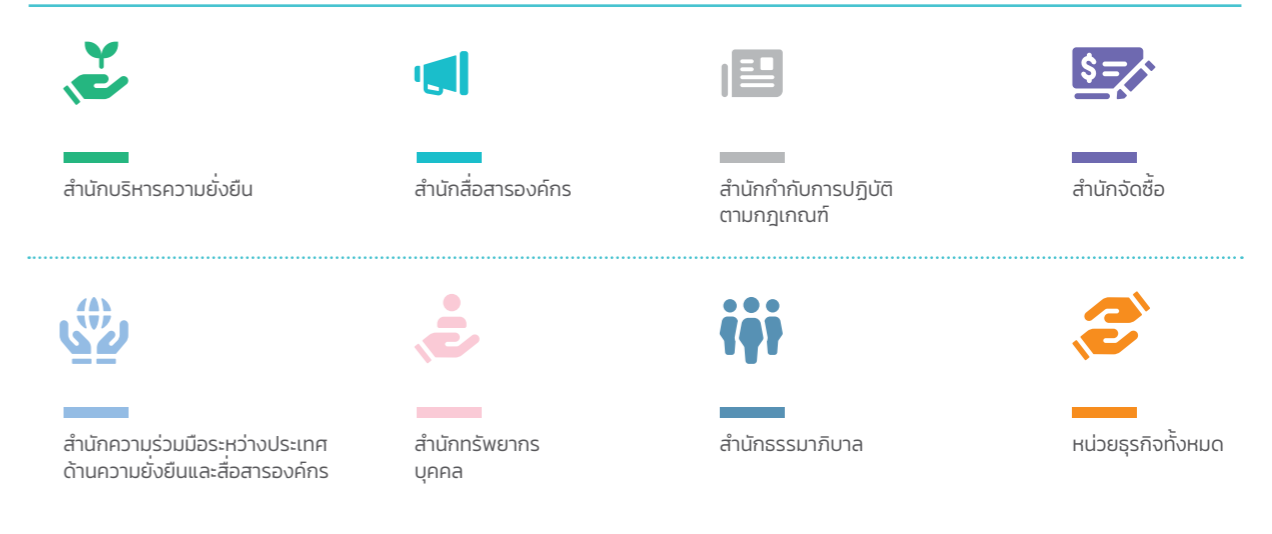 สำนักบริหารความยั่งยืน
สำนักสื่อสารองค์กร
สำนักกำกับการปฏิบัติ
ตามกฎเกณฑ์
สำนักจัดซื้อ
สำนักความร่วมมือระหว่างประเทศ
ด้านความยั่งยืนและสื่อสารองค์กร
สำนักทรัพยากร
บุคคล
สำนักธรรมาภิบาล
หน่วยธุรกิจทั้งหมด